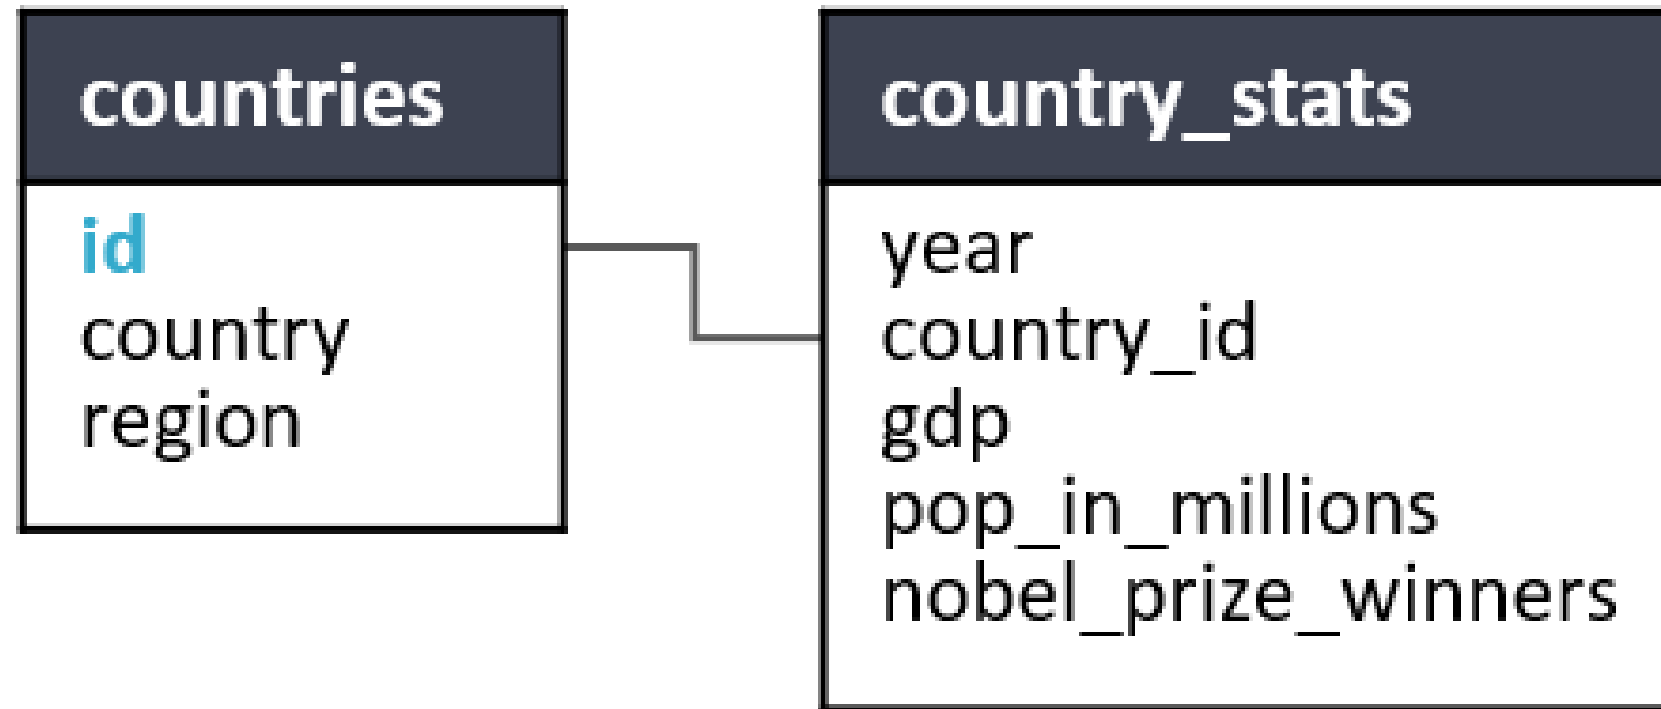 countries
id
country
region
country_stats
year
country_id
gdp
pop_in_millions
nobel_prize_winners